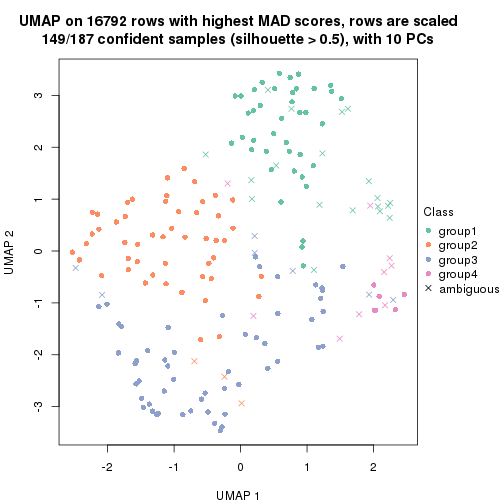 UMAP on 16792 rows with highest MAD scores, rows are scaled
149/187 confident samples (silhouette > 0.5), with 10 PCs
3
2
1
0
-1
-2
-3
UMAP 2
-2
-1
0
1
2
UMAP 1
Class
group1
group2
group3
group4
ambiguous